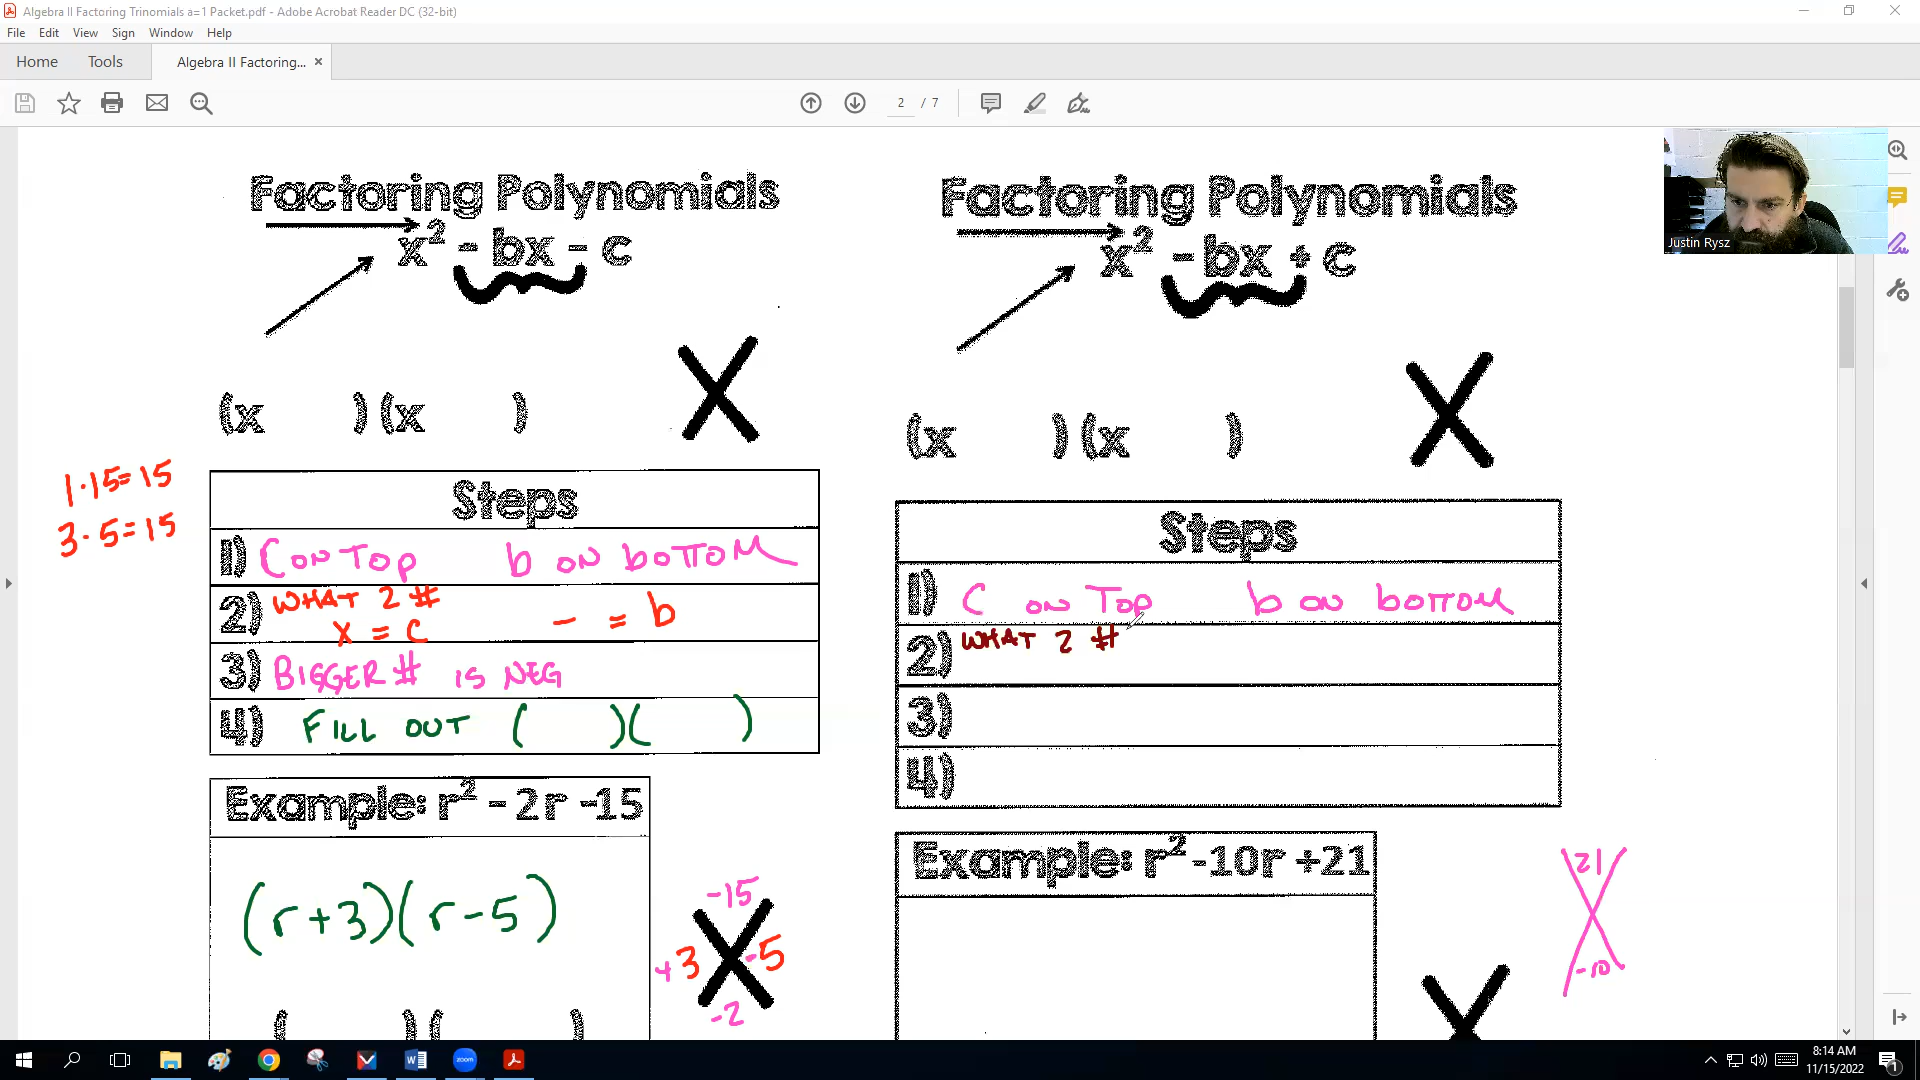 Algebra II Factoring Trinomials a=1 Packet.pdf - Adobe Acrobat Reader DC (32-bit)
File Edit View Sign Window Help
Home Tools Algebra II Factoring... ×
2 / 7
Factoring Polynomials
x² - bx - c
(x )(x )
X
1·15=15
3·5=15
Steps
1) C on Top b on bottom
2) WHAT 2 #
x = c - = b
3) BIGGER # is NEG
4) FILL OUT ( )( )
Example: r² - 2r -15
(r+3)(r-5)
-15
+3 -5
-2
( )( )
Factoring Polynomials
x² - bx + c
(x )(x )
X
Steps
1) C on Top b on bottom
2) WHAT 2 #
3)
4)
Example: r² -10r +21
21
-10
Justin Rysz
8:14 AM
11/15/2022
1
zoom